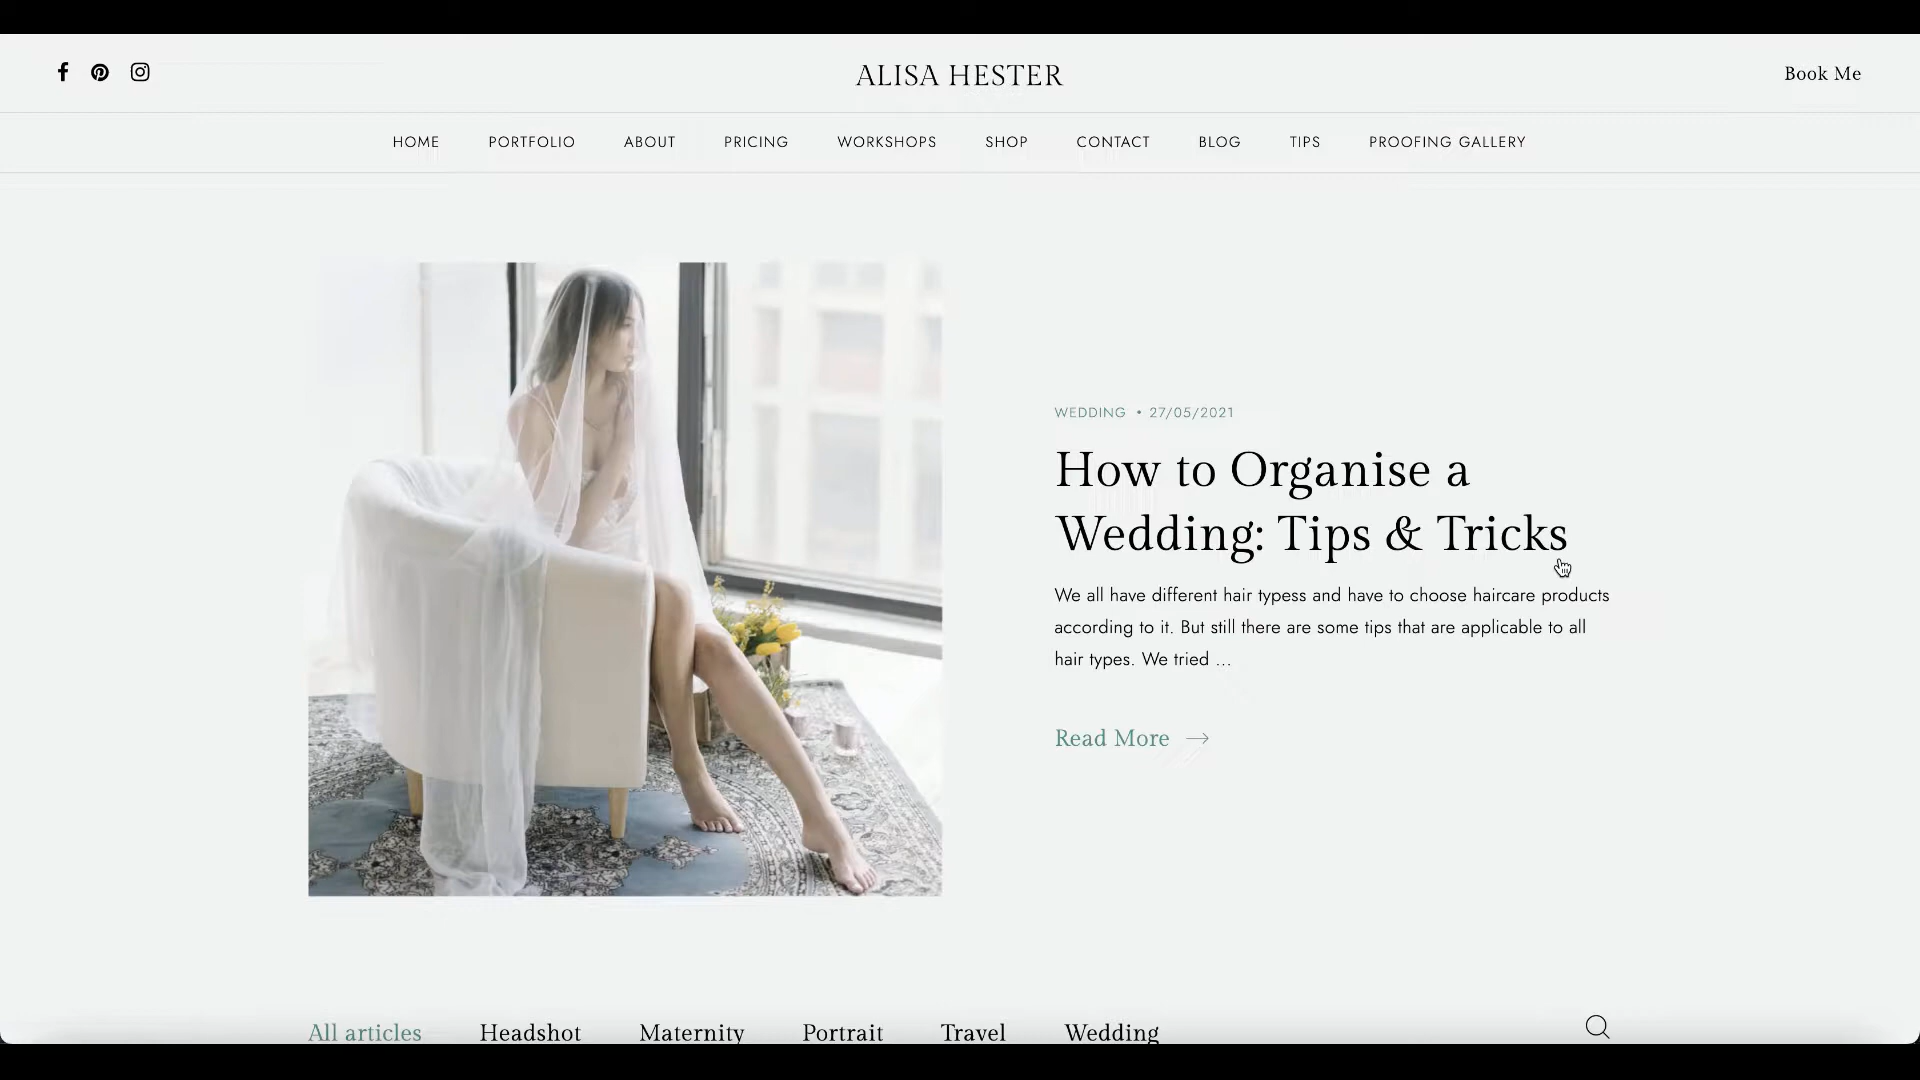 ALISA HESTER
Book Me
HOME PORTFOLIO ABOUT PRICING WORKSHOPS SHOP CONTACT BLOG TIPS PROOFING GALLERY
WEDDING • 27/05/2021
How to Organise a
Wedding: Tips & Tricks
We all have different hair typess and have to choose haircare products
according to it. But still there are some tips that are applicable to all
hair types. We tried ...
Read More
All articles Headshot Maternity Portrait Travel Wedding